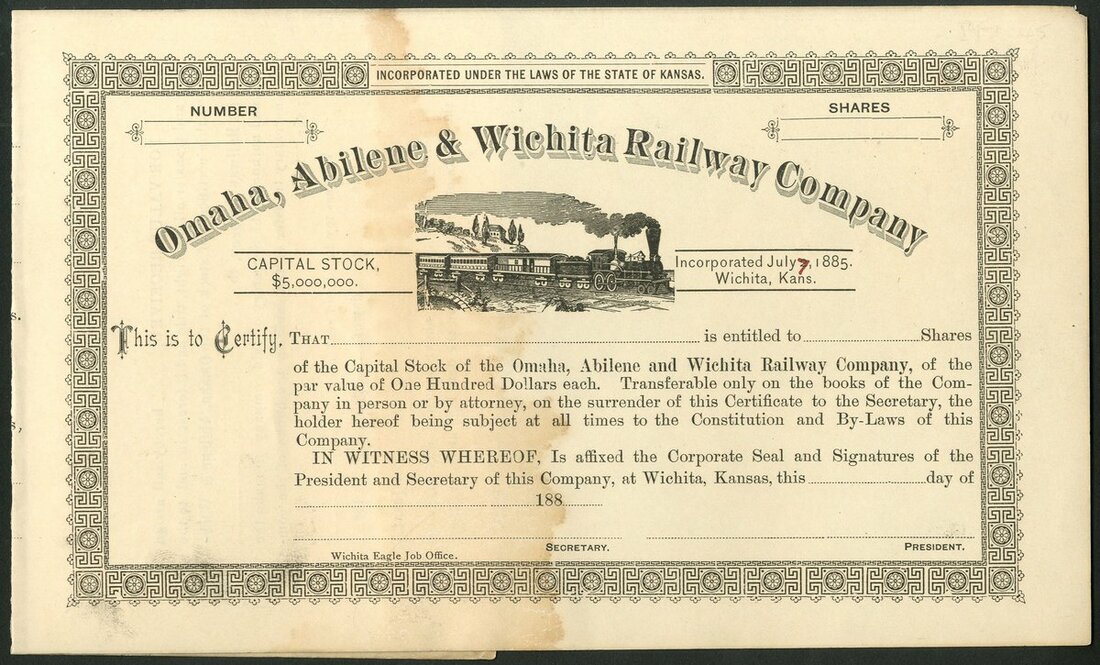 INCORPORATED UNDER THE LAWS OF THE STATE OF KANSAS.
NUMBER
SHARES
Omaha, Abilene & Wichita Railway Company
CAPITAL STOCK,
$5,000,000.
Incorporated July 7, 1885.
Wichita, Kans.
This is to Certify, THAT is entitled to Shares
of the Capital Stock of the Omaha, Abilene and Wichita Railway Company, of the
par value of One Hundred Dollars each. Transferable only on the books of the Com-
pany in person or by attorney, on the surrender of this Certificate to the Secretary, the
holder hereof being subject at all times to the Constitution and By-Laws of this
Company.
IN WITNESS WHEREOF, Is affixed the Corporate Seal and Signatures of the
President and Secretary of this Company, at Wichita, Kansas, this day of
188
SECRETARY.
PRESIDENT.
Wichita Eagle Job Office.